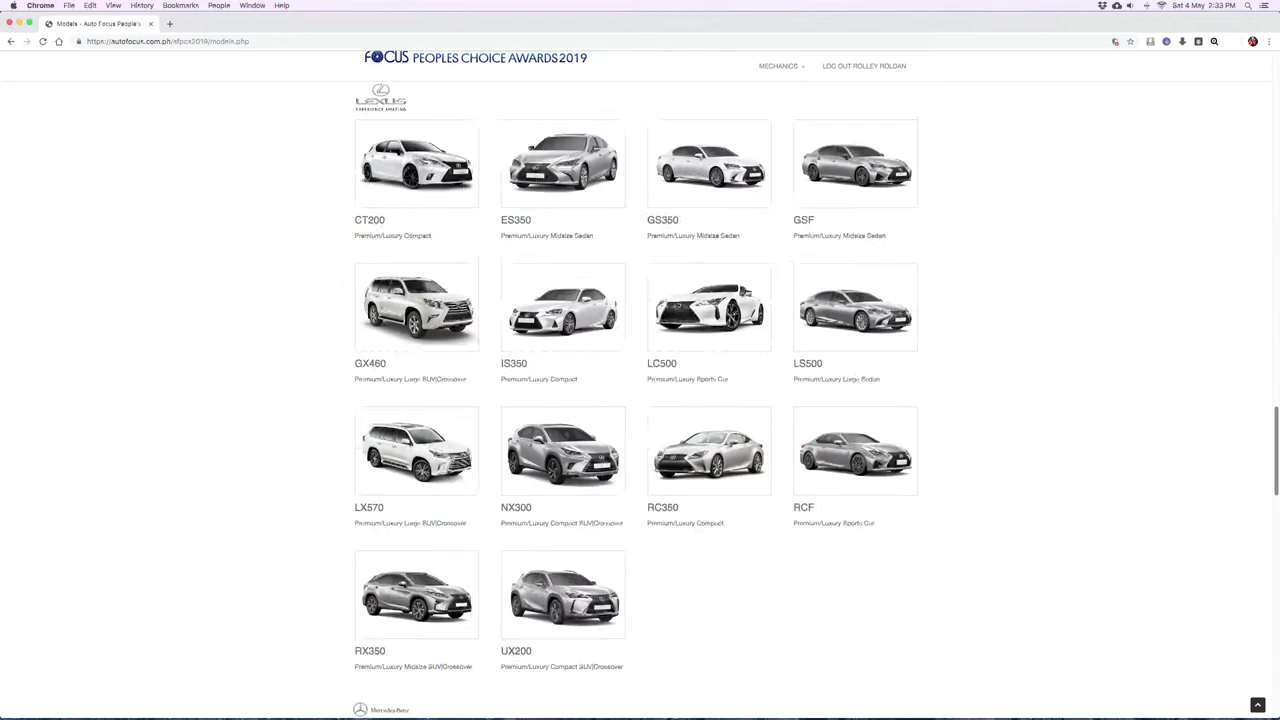 Chrome File Edit View History Bookmarks People Window Help Sat 4 May 2:33 PM
Models - Auto Focus People's
https://autofocus.com.ph/afpca2019/models.php
FOCUS PEOPLES CHOICE AWARDS 2019
MECHANICS LOG OUT ROLLEY ROLDAN
LEXUS
EXPERIENCE AMAZING
CT200 ES350 GS350 GSF
Premium/Luxury Compact Premium/Luxury Midsize Sedan Premium/Luxury Midsize Sedan Premium/Luxury Midsize Sedan
GX460 IS350 LC500 LS500
Premium/Luxury Large SUV|Crossover Premium/Luxury Compact Premium/Luxury Sports Car Premium/Luxury Large Sedan
LX570 NX300 RC350 RCF
Premium/Luxury Large SUV|Crossover Premium/Luxury Compact SUV|Crossover Premium/Luxury Compact Premium/Luxury Sports Car
RX350 UX200
Premium/Luxury Midsize SUV|Crossover Premium/Luxury Compact SUV|Crossover
Mercedes-Benz